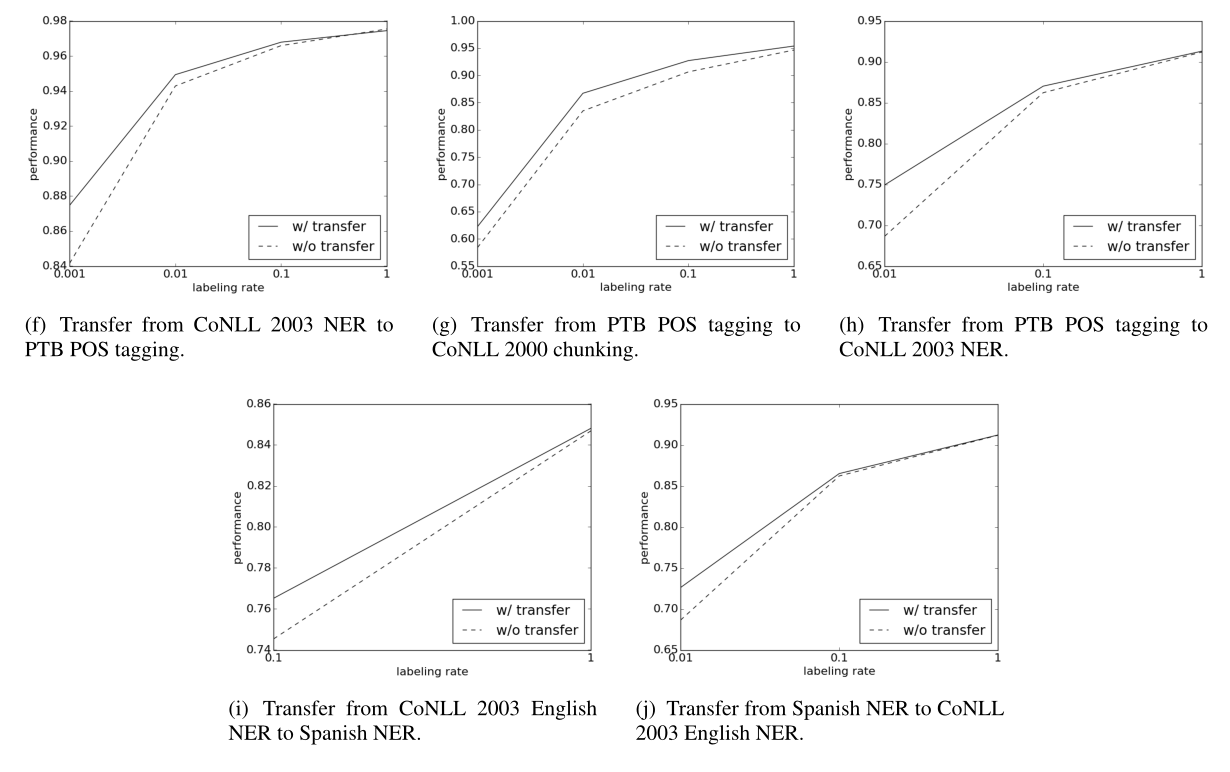 0.98
0.96
0.94
0.92
0.90
0.88
0.86
0.84
performance
0.001
0.01
0.1
1
labeling rate
w/ transfer
w/o transfer
(f) Transfer from CoNLL 2003 NER to
PTB POS tagging.
1.00
0.95
0.90
0.85
0.80
0.75
0.70
0.65
0.60
0.55
performance
0.001
0.01
0.1
1
labeling rate
w/ transfer
w/o transfer
(g) Transfer from PTB POS tagging to
CoNLL 2000 chunking.
0.95
0.90
0.85
0.80
0.75
0.70
0.65
performance
0.01
0.1
1
labeling rate
w/ transfer
w/o transfer
(h) Transfer from PTB POS tagging to
CoNLL 2003 NER.
0.86
0.84
0.82
0.80
0.78
0.76
0.74
performance
0.1
1
labeling rate
w/ transfer
w/o transfer
(i) Transfer from CoNLL 2003 English
NER to Spanish NER.
0.95
0.90
0.85
0.80
0.75
0.70
0.65
performance
0.01
0.1
1
labeling rate
w/ transfer
w/o transfer
(j) Transfer from Spanish NER to CoNLL
2003 English NER.